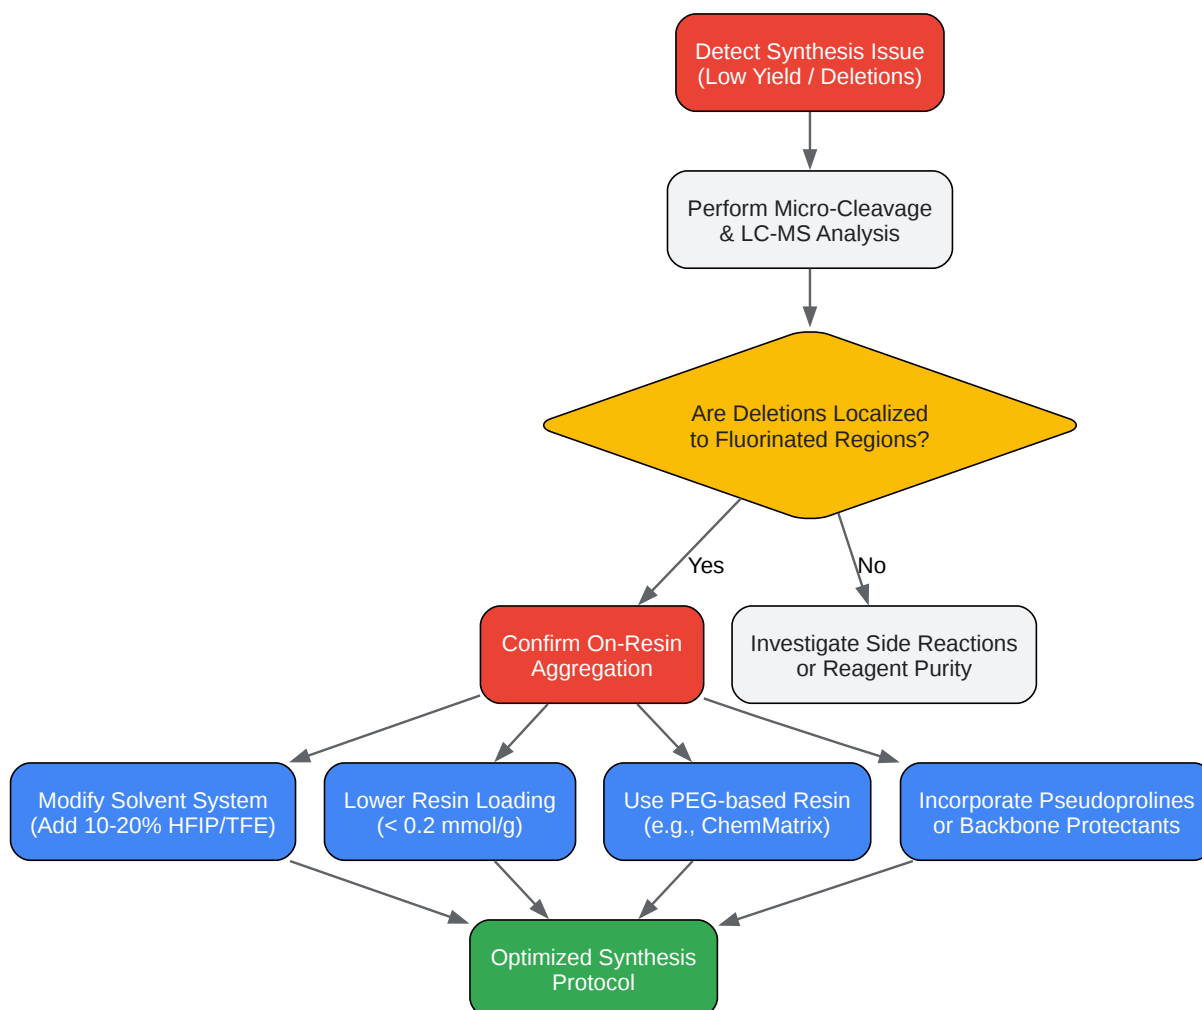 Detect Synthesis Issue
(Low Yield / Deletions)
Perform Micro-Cleavage
& LC-MS Analysis
Are Deletions Localized
to Fluorinated Regions?
Yes
No
Confirm On-Resin
Aggregation
Investigate Side Reactions
or Reagent Purity
Modify Solvent System
(Add 10-20% HFIP/TFE)
Lower Resin Loading
(< 0.2 mmol/g)
Use PEG-based Resin
(e.g., ChemMatrix)
Incorporate Pseudoprolines
or Backbone Protectants
Optimized Synthesis
Protocol